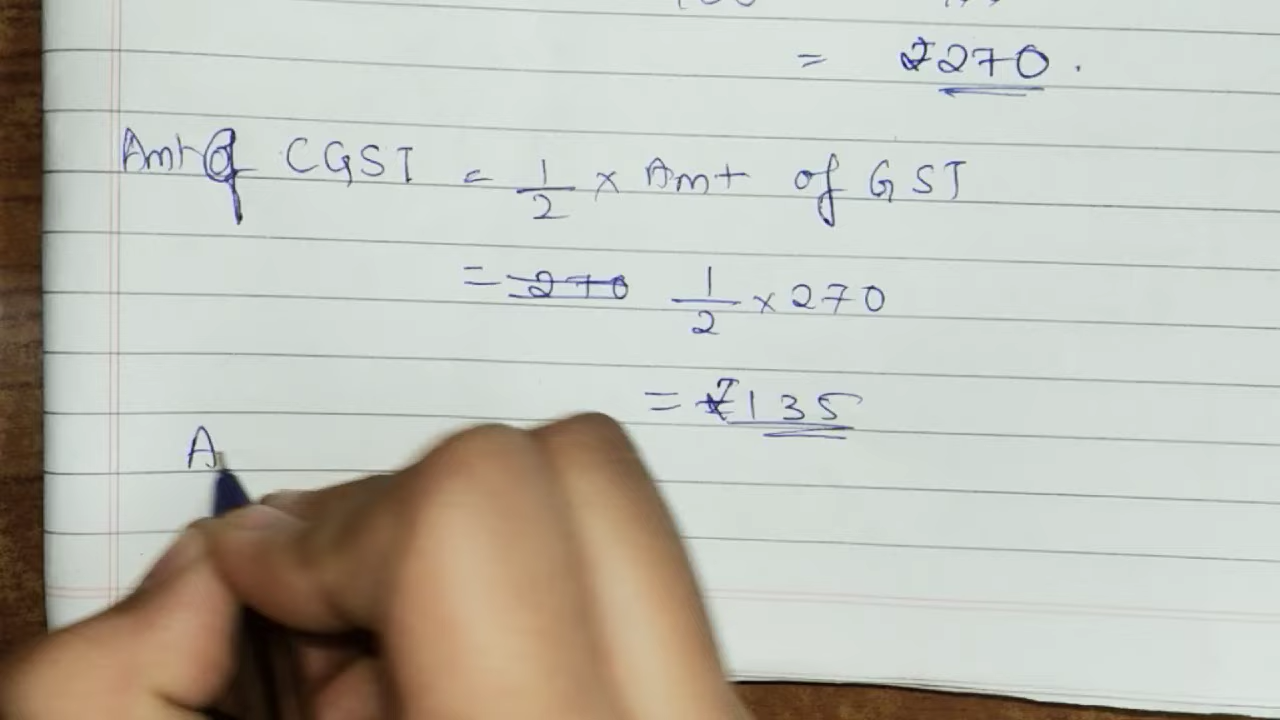 = ₹270.
Amt of CGST = 1/2 × Amt of GST
= ~~270~~ 1/2 × 270
= ₹135
A